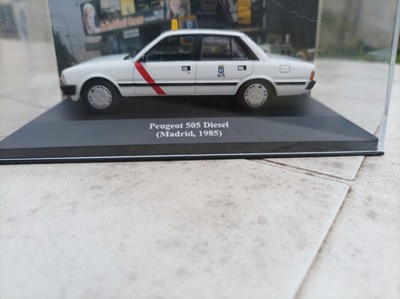 Peugeot 505 Diesel
(Madrid, 1985)